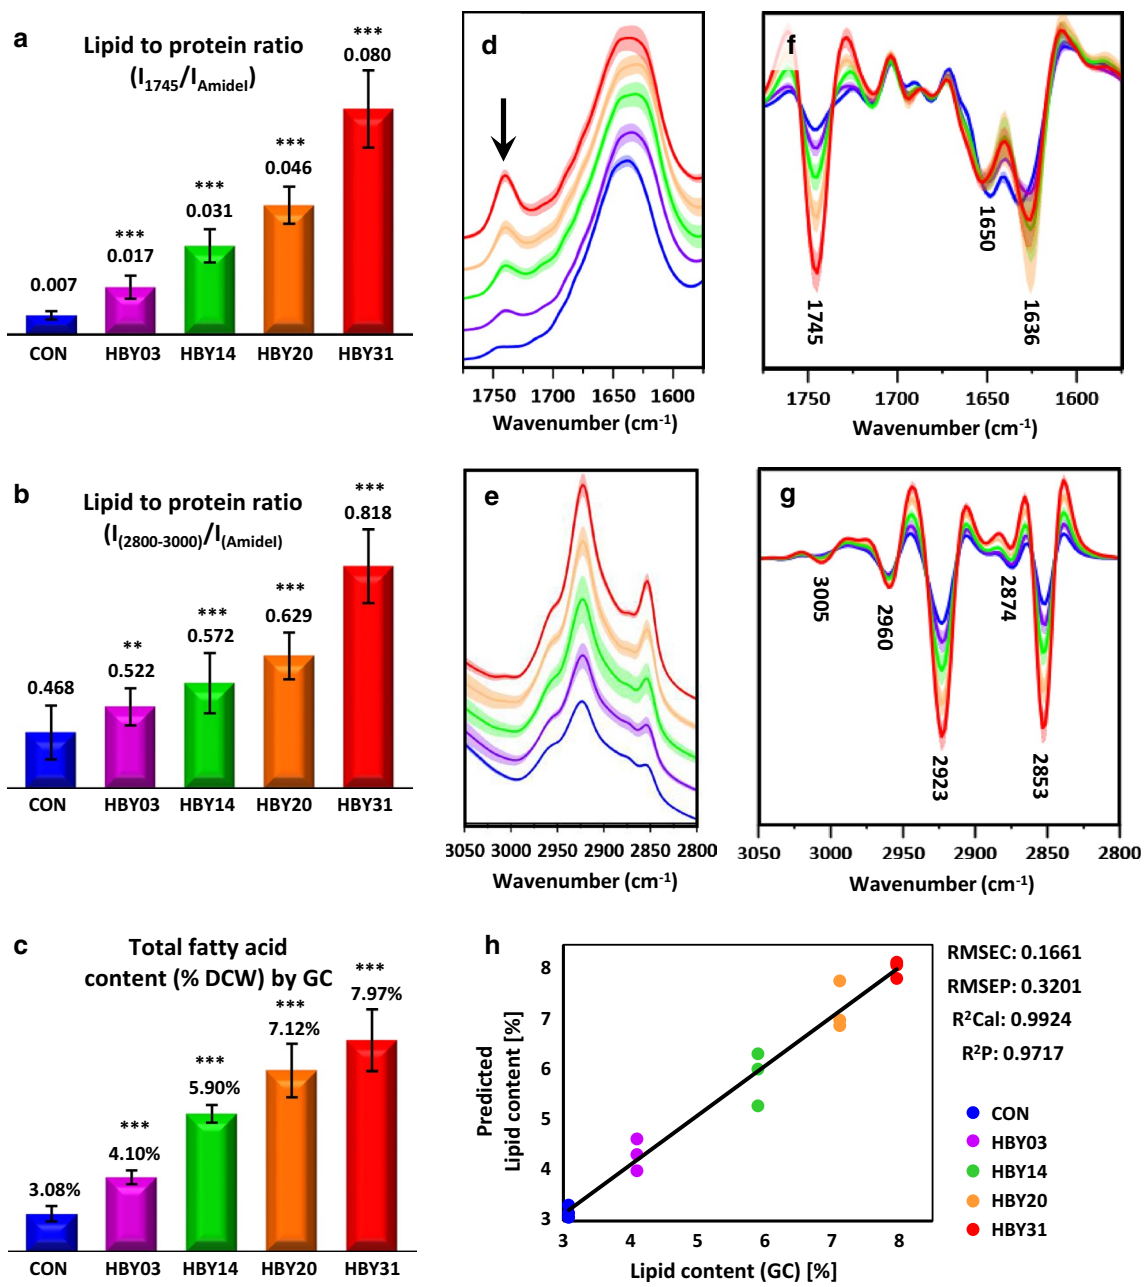 a
Lipid to protein ratio
(I1745/IAmideI)
0.007
***
0.017
***
0.031
***
0.046
***
0.080
CON HBY03 HBY14 HBY20 HBY31
b
Lipid to protein ratio
(I(2800-3000)/I(AmideI)
0.468
**
0.522
***
0.572
***
0.629
***
0.818
CON HBY03 HBY14 HBY20 HBY31
c
Total fatty acid
content (% DCW) by GC
3.08%
***
4.10%
***
5.90%
***
7.12%
***
7.97%
CON HBY03 HBY14 HBY20 HBY31
d
1750 1700 1650 1600
Wavenumber (cm-1)
e
3050 3000 2950 2900 2850 2800
Wavenumber (cm-1)
f
1745
1650
1636
1750 1700 1650 1600
Wavenumber (cm-1)
g
3005
2960
2923
2874
2853
3050 3000 2950 2900 2850 2800
Wavenumber (cm-1)
h
Predicted
Lipid content [%]
8
7
6
5
4
3
3 4 5 6 7 8
Lipid content (GC) [%]
RMSEC: 0.1661
RMSEP: 0.3201
R2Cal: 0.9924
R2P: 0.9717
CON
HBY03
HBY14
HBY20
HBY31